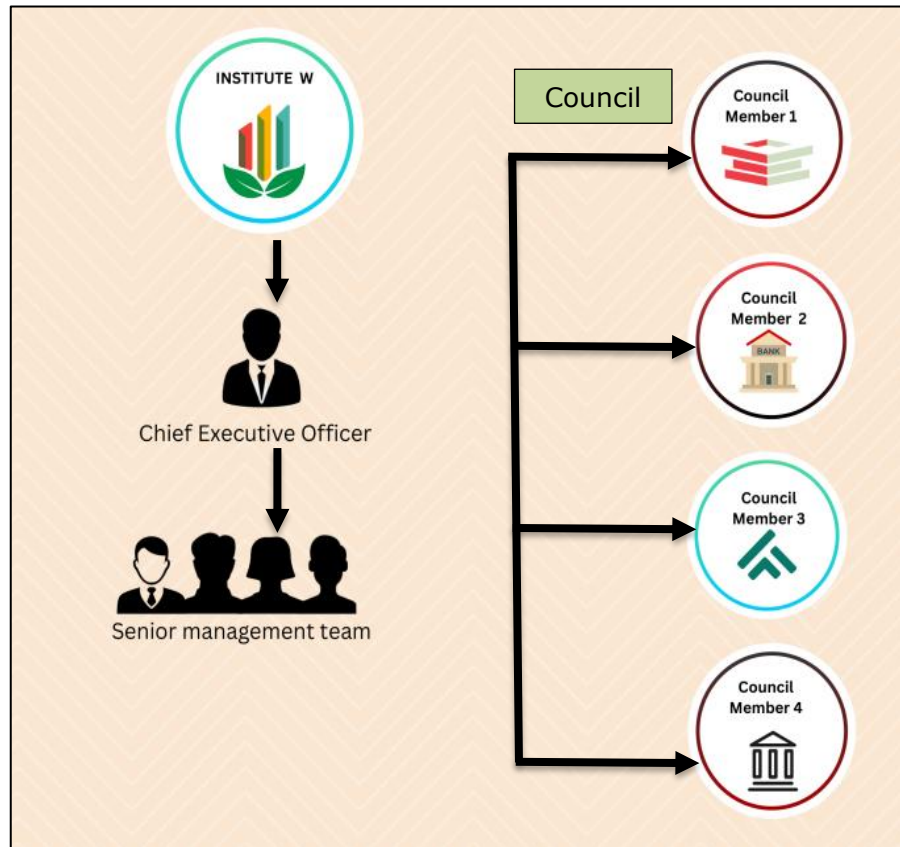 INSTITUTE W
Chief Executive Officer
Senior management team
Council
Council
Member 1
Council
Member 2
BANK
Council
Member 3
Council
Member 4